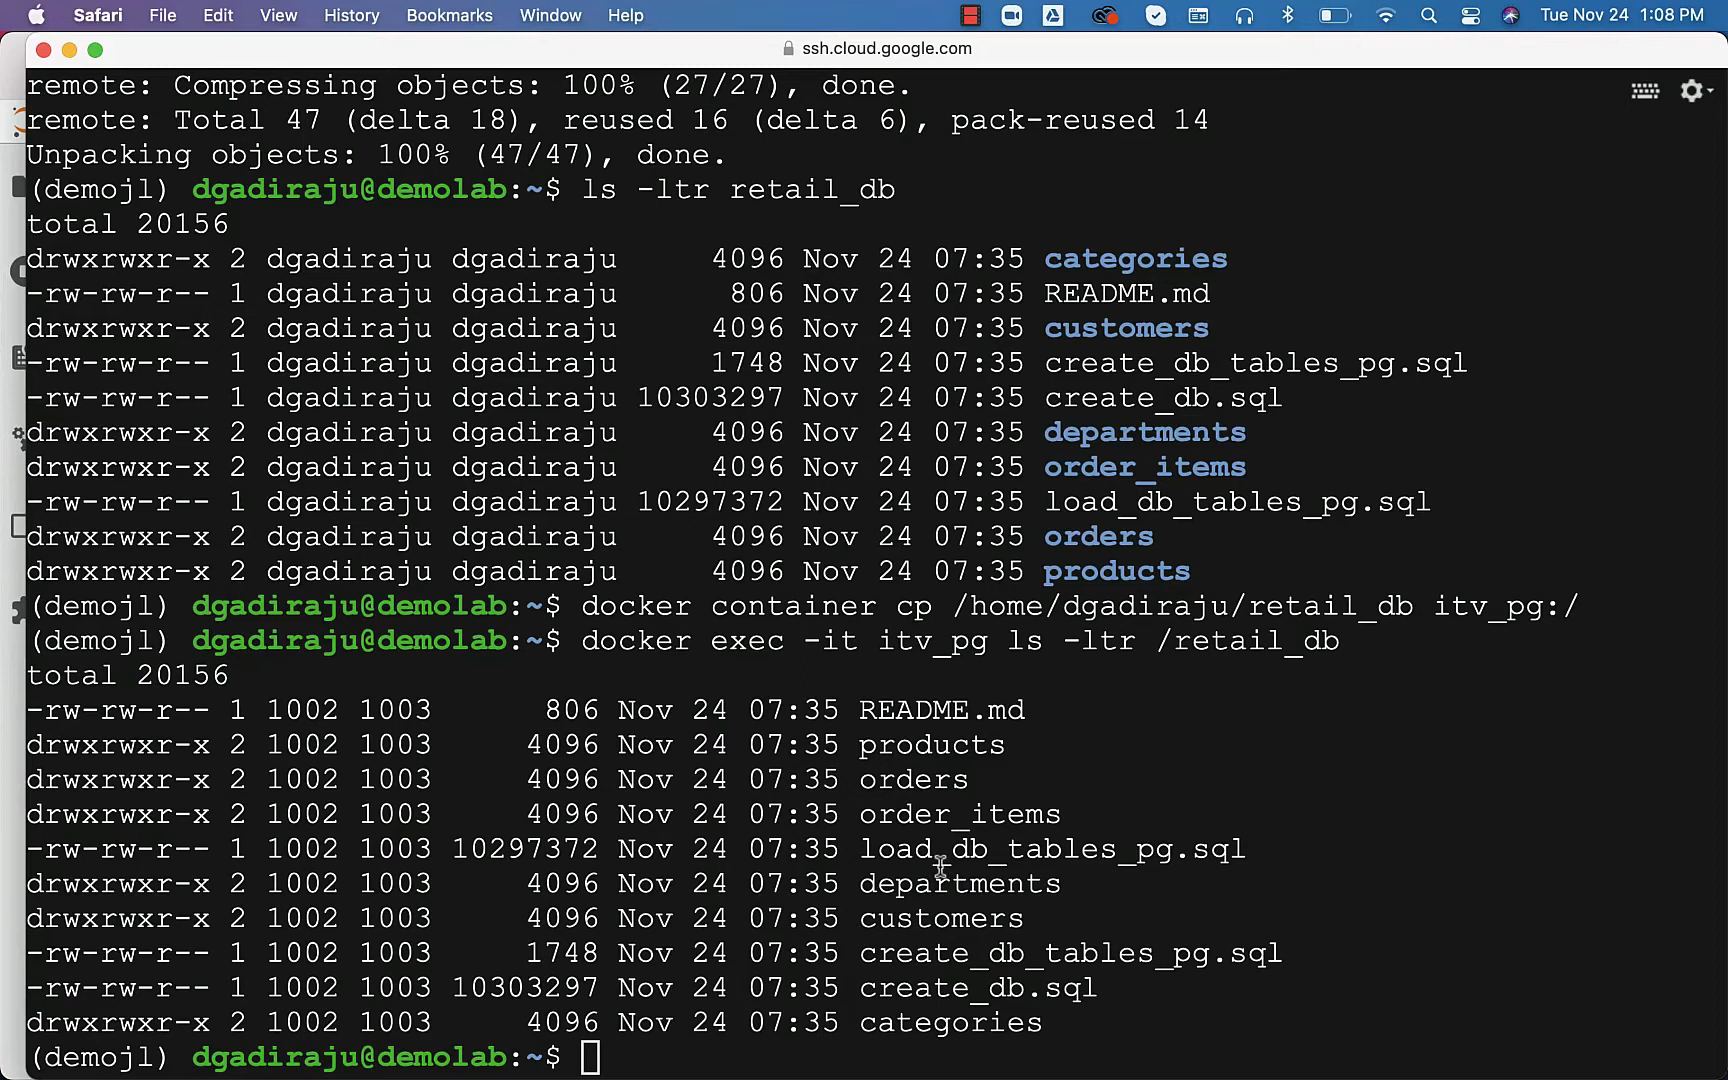 Safari File Edit View History Bookmarks Window Help Tue Nov 24 1:08 PM
ssh.cloud.google.com
remote: Compressing objects: 100% (27/27), done.
remote: Total 47 (delta 18), reused 16 (delta 6), pack-reused 14
Unpacking objects: 100% (47/47), done.
(demojl) dgadiraju@demolab:~$ ls -ltr retail_db
total 20156
drwxrwxr-x 2 dgadiraju dgadiraju 4096 Nov 24 07:35 categories
-rw-rw-r-- 1 dgadiraju dgadiraju 806 Nov 24 07:35 README.md
drwxrwxr-x 2 dgadiraju dgadiraju 4096 Nov 24 07:35 customers
-rw-rw-r-- 1 dgadiraju dgadiraju 1748 Nov 24 07:35 create_db_tables_pg.sql
-rw-rw-r-- 1 dgadiraju dgadiraju 10303297 Nov 24 07:35 create_db.sql
drwxrwxr-x 2 dgadiraju dgadiraju 4096 Nov 24 07:35 departments
drwxrwxr-x 2 dgadiraju dgadiraju 4096 Nov 24 07:35 order_items
-rw-rw-r-- 1 dgadiraju dgadiraju 10297372 Nov 24 07:35 load_db_tables_pg.sql
drwxrwxr-x 2 dgadiraju dgadiraju 4096 Nov 24 07:35 orders
drwxrwxr-x 2 dgadiraju dgadiraju 4096 Nov 24 07:35 products
(demojl) dgadiraju@demolab:~$ docker container cp /home/dgadiraju/retail_db itv_pg:/
(demojl) dgadiraju@demolab:~$ docker exec -it itv_pg ls -ltr /retail_db
total 20156
-rw-rw-r-- 1 1002 1003 806 Nov 24 07:35 README.md
drwxrwxr-x 2 1002 1003 4096 Nov 24 07:35 products
drwxrwxr-x 2 1002 1003 4096 Nov 24 07:35 orders
drwxrwxr-x 2 1002 1003 4096 Nov 24 07:35 order_items
-rw-rw-r-- 1 1002 1003 10297372 Nov 24 07:35 load_db_tables_pg.sql
drwxrwxr-x 2 1002 1003 4096 Nov 24 07:35 departments
drwxrwxr-x 2 1002 1003 4096 Nov 24 07:35 customers
-rw-rw-r-- 1 1002 1003 1748 Nov 24 07:35 create_db_tables_pg.sql
-rw-rw-r-- 1 1002 1003 10303297 Nov 24 07:35 create_db.sql
drwxrwxr-x 2 1002 1003 4096 Nov 24 07:35 categories
(demojl) dgadiraju@demolab:~$